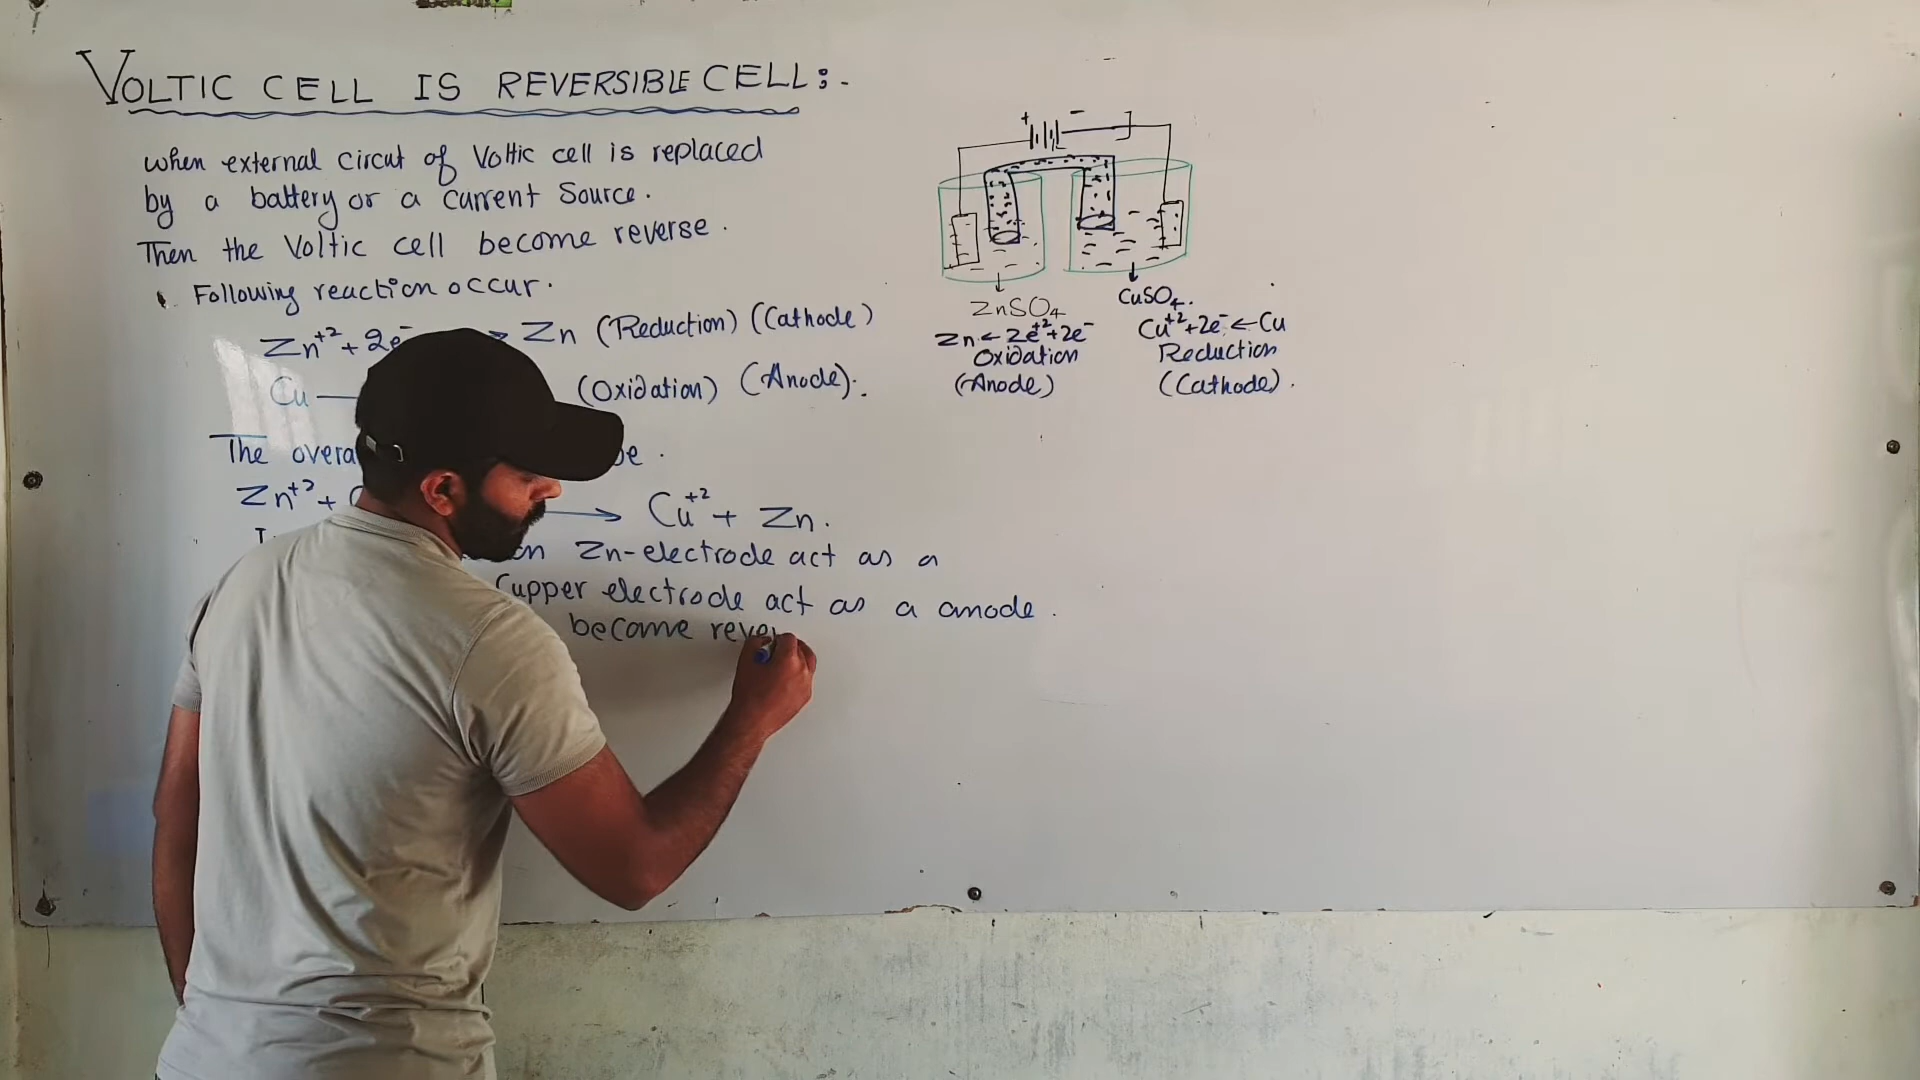 VOLTIC CELL IS REVERSIBLE CELL:-
when external circut of Voltic cell is replaced
by a battery or a current Source.
Then the Voltic cell become reverse.
Following reaction occur.
Zn+2 + 2e- → Zn (Reduction) (Cathode)
Cu — (Oxidation) (Anode).
The be.
Zn+2 + → Cu+2 + Zn.
Zn-electrode act as a
Cupper electrode act as a anode.
become
+ -
ZnSO4
CuSO4.
Zn ← Ze+2 + 2e-
Oxidation
(Anode)
Cu+2 + 2e- ← Cu
Reduction
(Cathode).